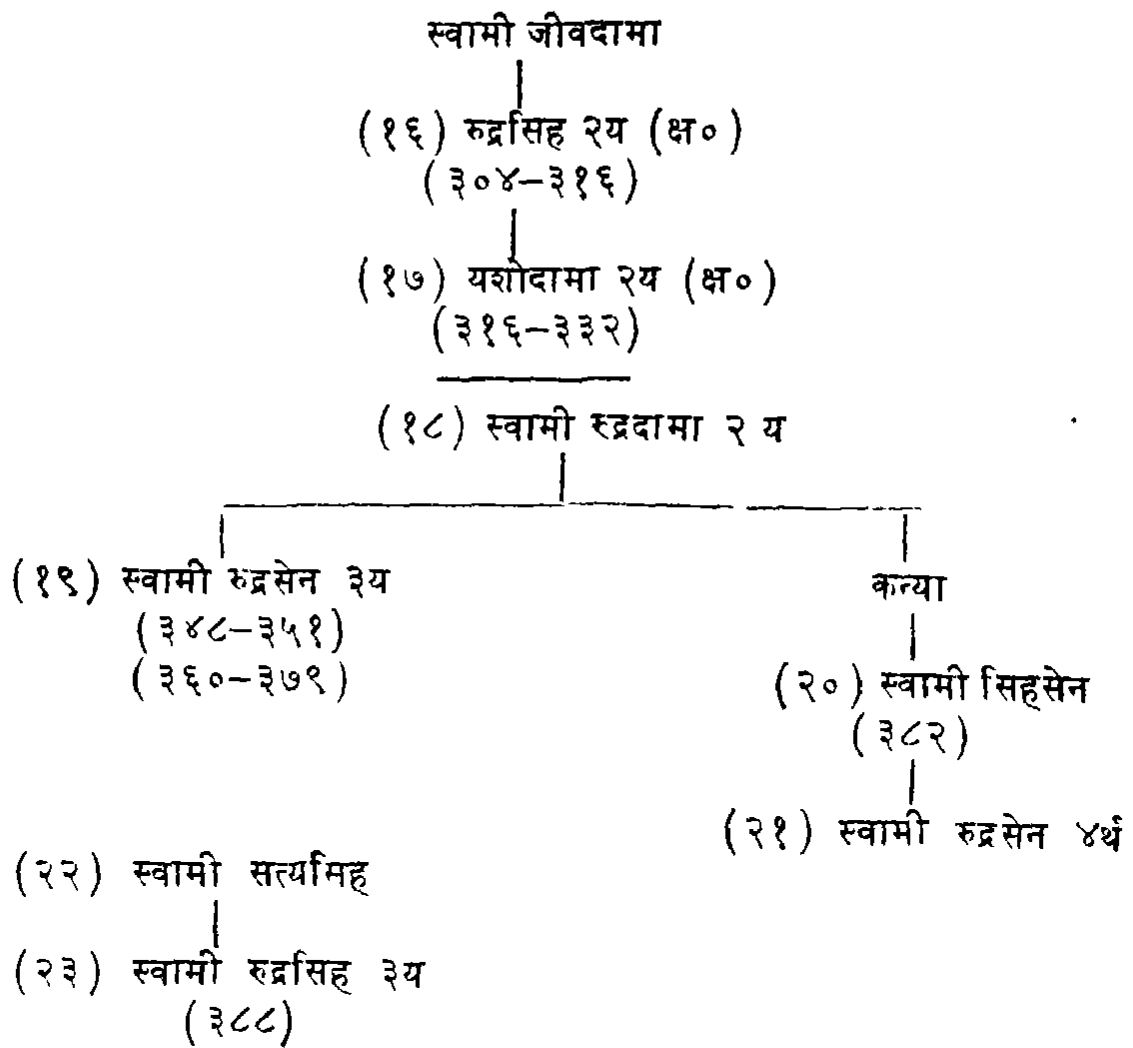 स्वामी जीवदामा
(१६) रुद्रसिह २य (क्ष०)
(३०४–३१६)
(१७) यशोदामा २य (क्ष०)
(३१६–३३२)
(१८) स्वामी रुद्रदामा २ य
(१९) स्वामी रुद्रसेन ३य
(३४८–३५१)
(३६०–३७९)
कन्या
(२०) स्वामी सिहसेन
(३८२)
(२१) स्वामी रुद्रसेन ४र्थ
(२२) स्वामी सत्यसिह
(२३) स्वामी रुद्रसिह ३य
(३८८)